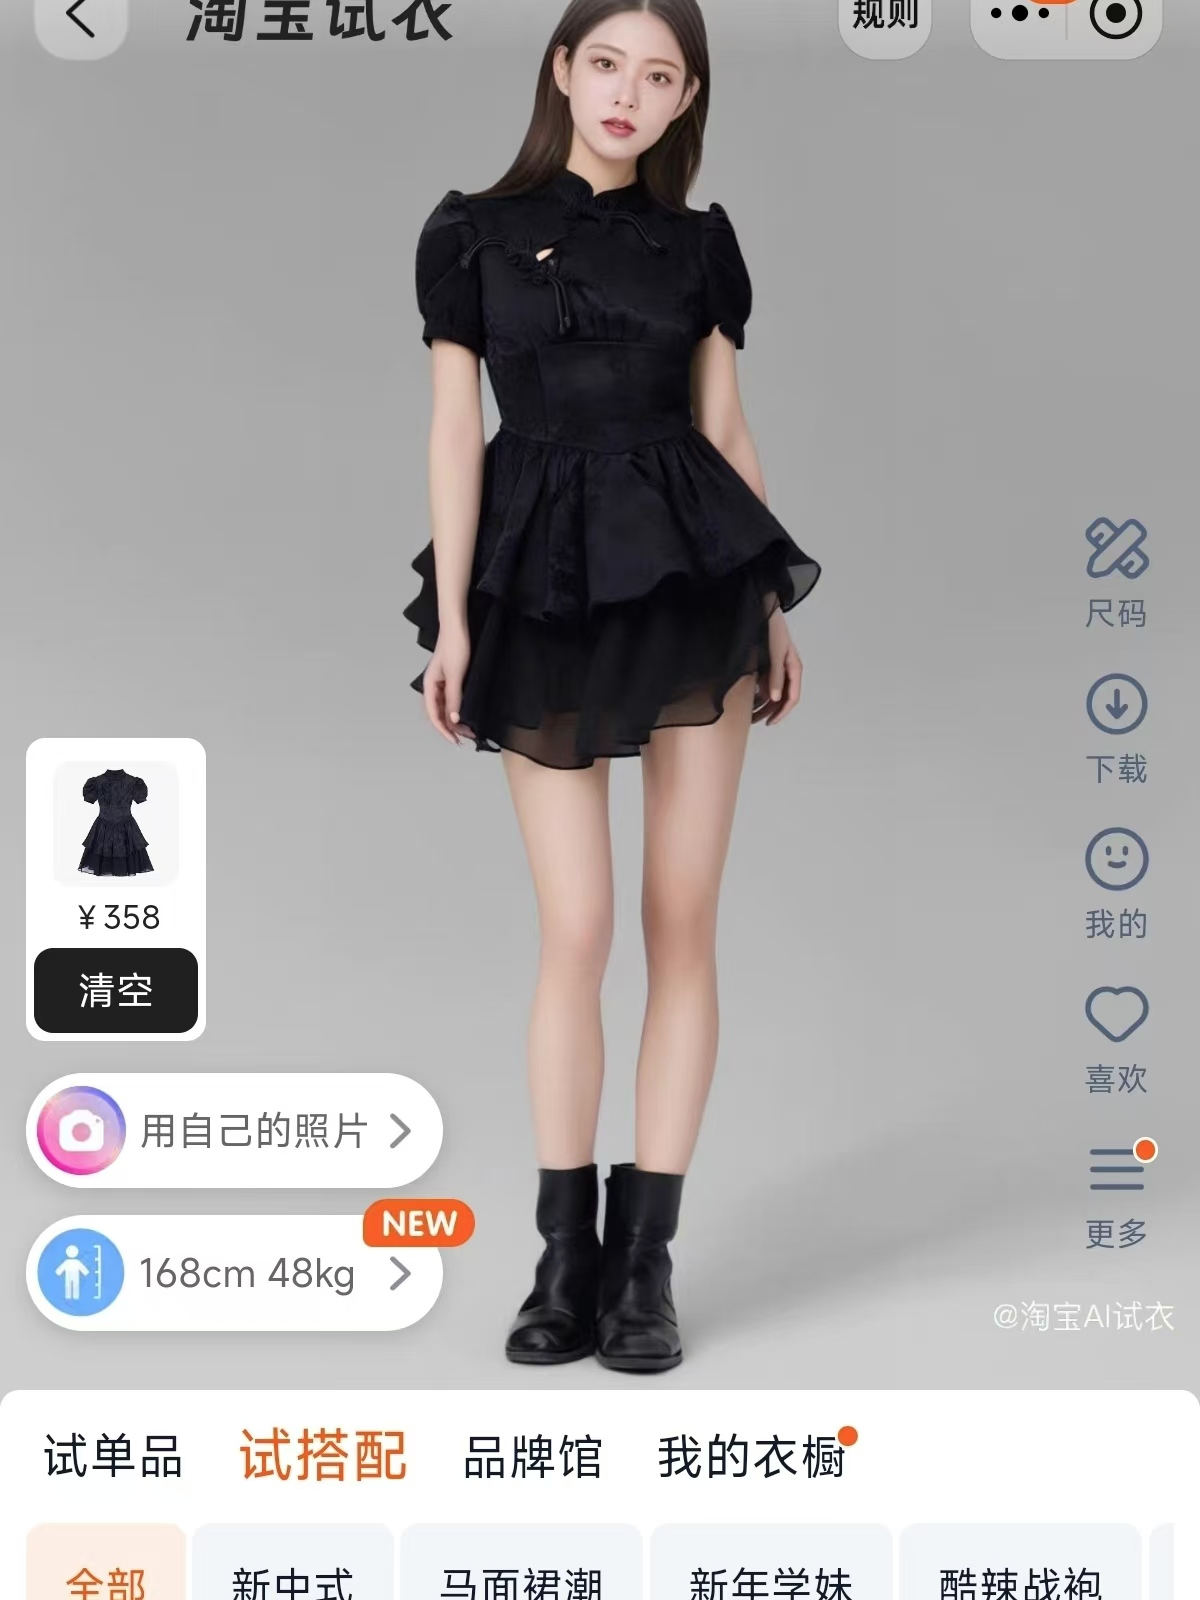 淘宝试衣
规则
尺码
下载
我的
喜欢
更多
¥358
清空
用自己的照片
NEW
168cm 48kg
@淘宝AI试衣
试单品 试搭配 品牌馆 我的衣橱
全部 新中式 马面裙潮 新年学妹 酷辣战袍